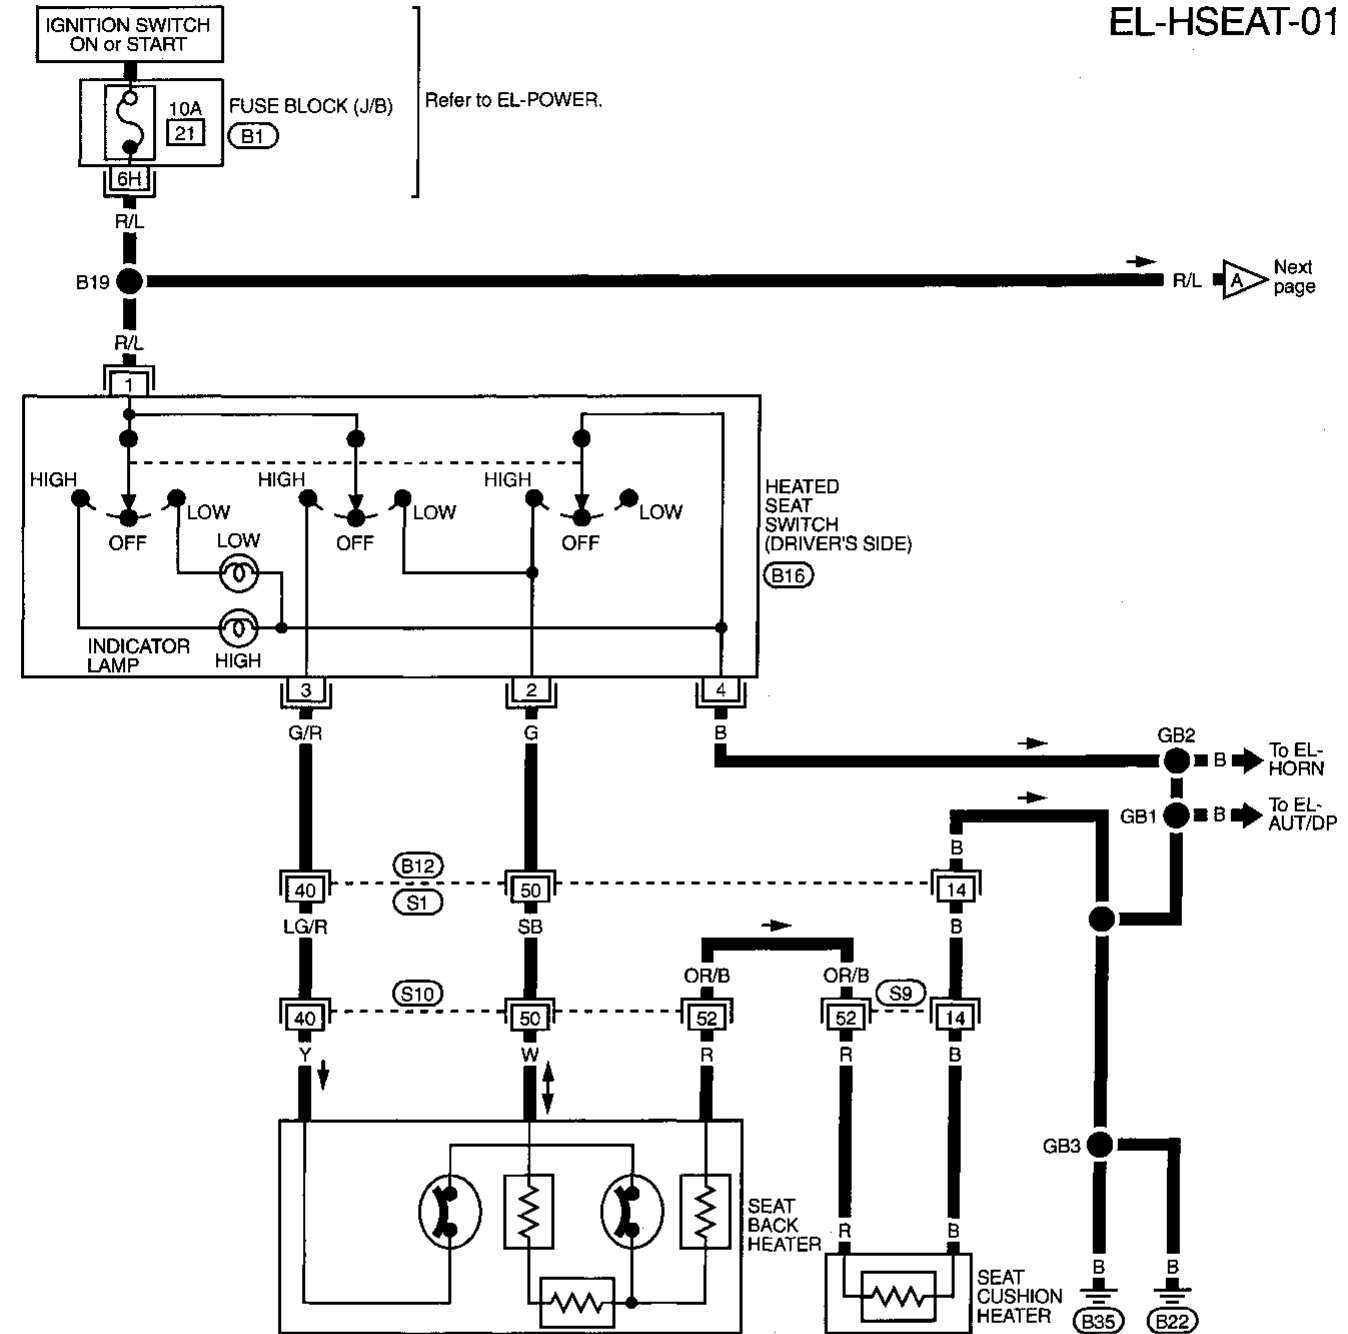 EL-HSEAT-01
IGNITION SWITCH
ON or START
10A
21
FUSE BLOCK (J/B)
B1
Refer to EL-POWER.
6H
R/L
B19
R/L
A
Next
page
R/L
1
HIGH
OFF
LOW
HIGH
OFF
LOW
HIGH
OFF
LOW
LOW
INDICATOR
LAMP
HIGH
HEATED
SEAT
SWITCH
(DRIVER'S SIDE)
B16
3
2
4
G/R
G
B
GB2
B
To EL-
HORN
GB1
B
To EL-
AUT/DP
B
40
B12
S1
50
14
LG/R
SB
B
OR/B
OR/B
40
S10
50
52
52
S9
14
Y
W
R
R
B
GB3
SEAT
BACK
HEATER
R
B
B
B
SEAT
CUSHION
HEATER
B35
B22